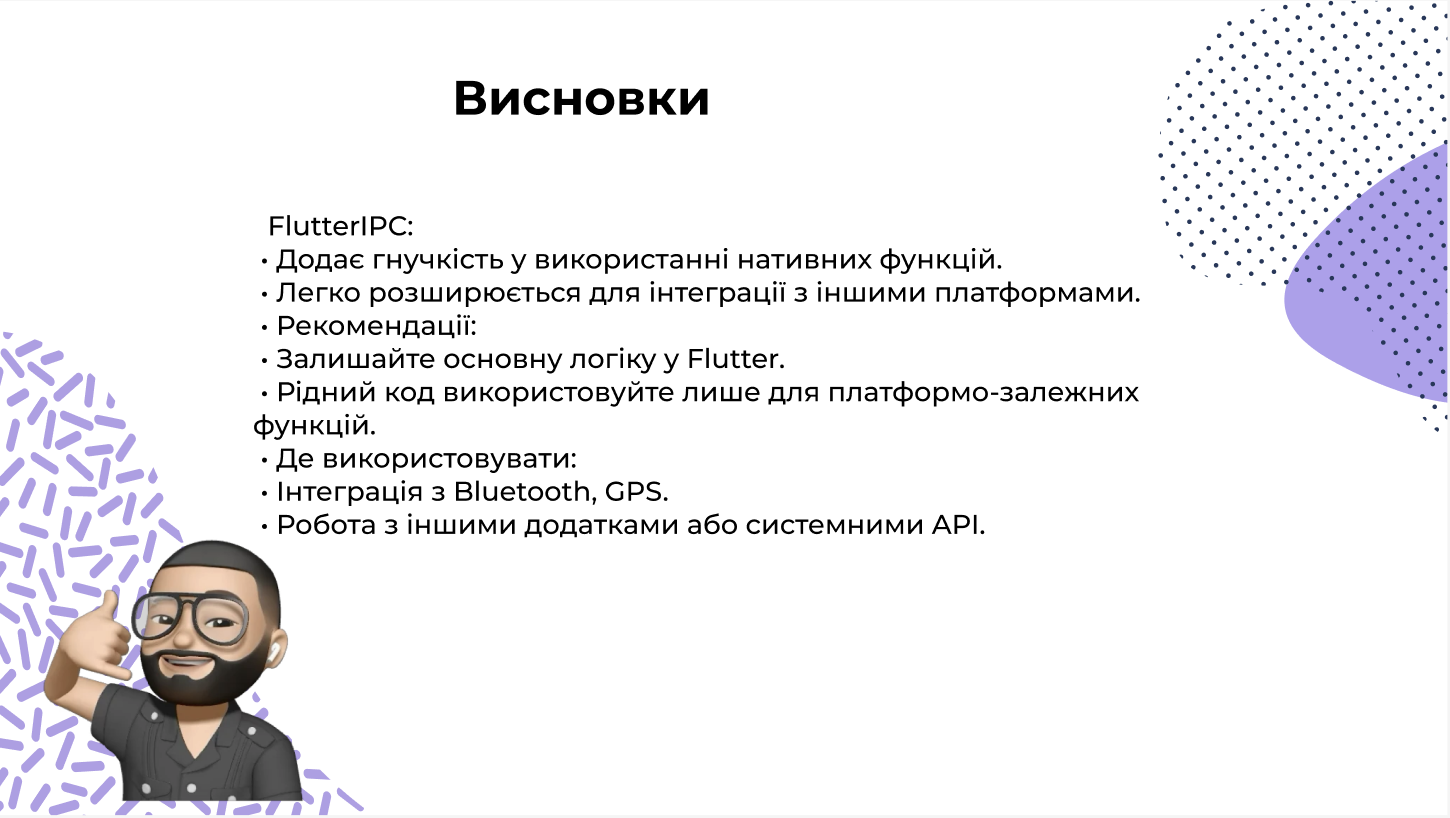 Висновки
FlutterIPC:
• Додає гнучкість у використанні нативних функцій.
• Легко розширюється для інтеграції з іншими платформами.
• Рекомендації:
• Залишайте основну логіку у Flutter.
• Рідний код використовуйте лише для платформо-залежних
функцій.
• Де використовувати:
• Інтеграція з Bluetooth, GPS.
• Робота з іншими додатками або системними API.